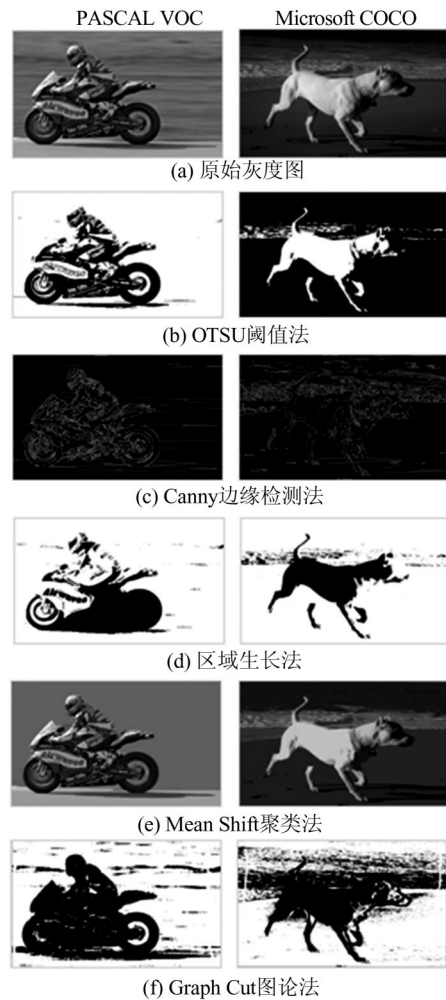 PASCAL VOC Microsoft COCO
(a) 原始灰度图
(b) OTSU阈值法
(c) Canny边缘检测法
(d) 区域生长法
(e) Mean Shift聚类法
(f) Graph Cut图论法